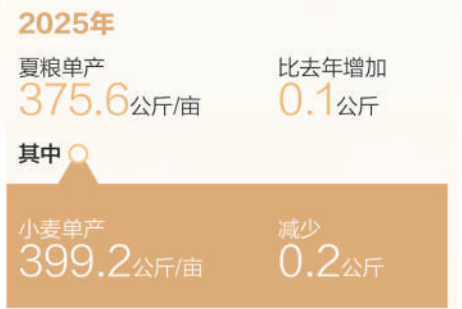 2025年
夏粮单产 比去年增加
375.6公斤/亩 0.1公斤
其中
小麦单产 减少
399.2公斤/亩 0.2公斤